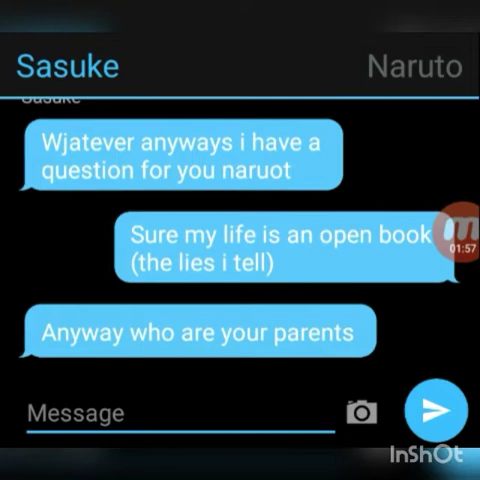 Sasuke
Naruto
Sasuke
Wjatever anyways i have a
question for you naruot
Sure my life is an open book
(the lies i tell)
01:57
Anyway who are your parents
Message
InShOt